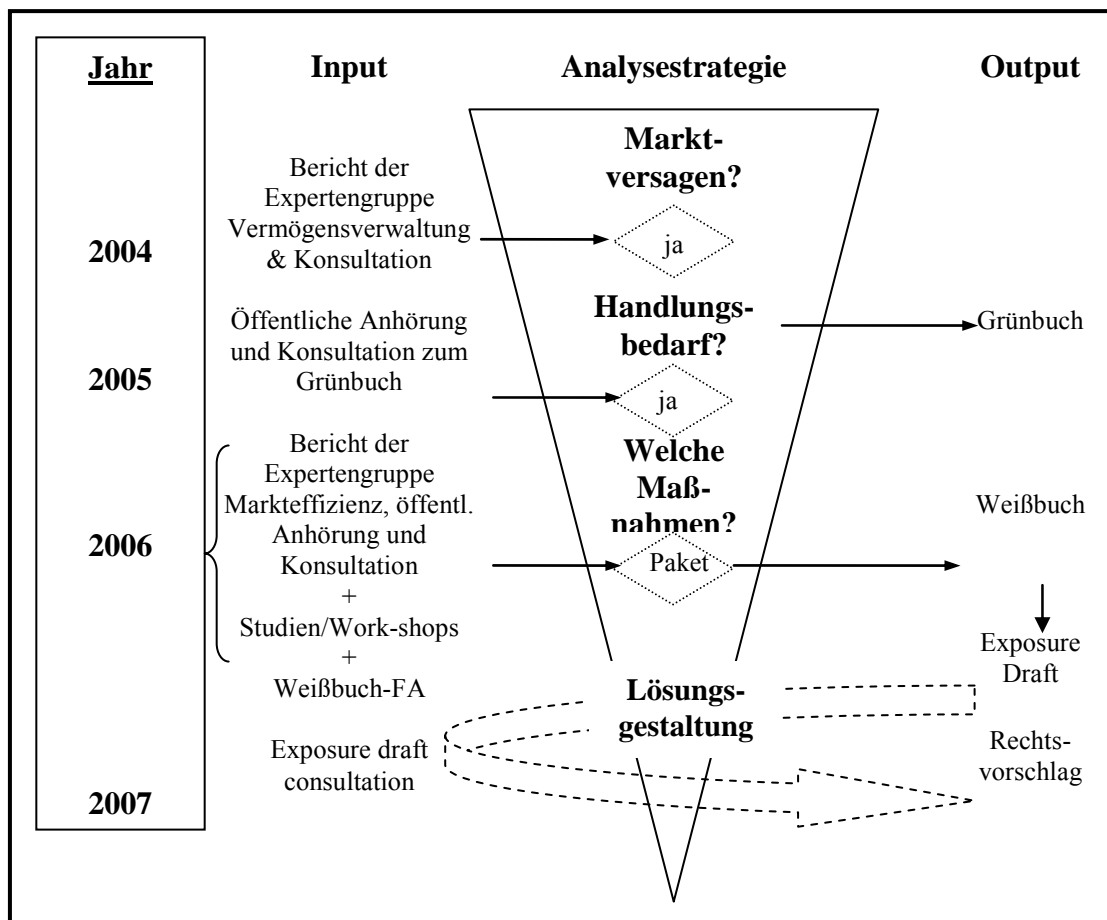 Jahr
Input
Analysestrategie
Output
2004
2005
2006
2007
Bericht der
Expertengruppe
Vermögensverwaltung
& Konsultation
Öffentliche Anhörung
und Konsultation zum
Grünbuch
Bericht der
Expertengruppe
Markteffizienz, öffentl.
Anhörung und
Konsultation
+
Studien/Work-shops
+
Weißbuch-FA
Exposure draft
consultation
Markt-
versagen?
ja
Handlungs-
bedarf?
ja
Welche
Maß-
nahmen?
Paket
Lösungs-
gestaltung
Grünbuch
Weißbuch
Exposure
Draft
Rechts-
vorschlag